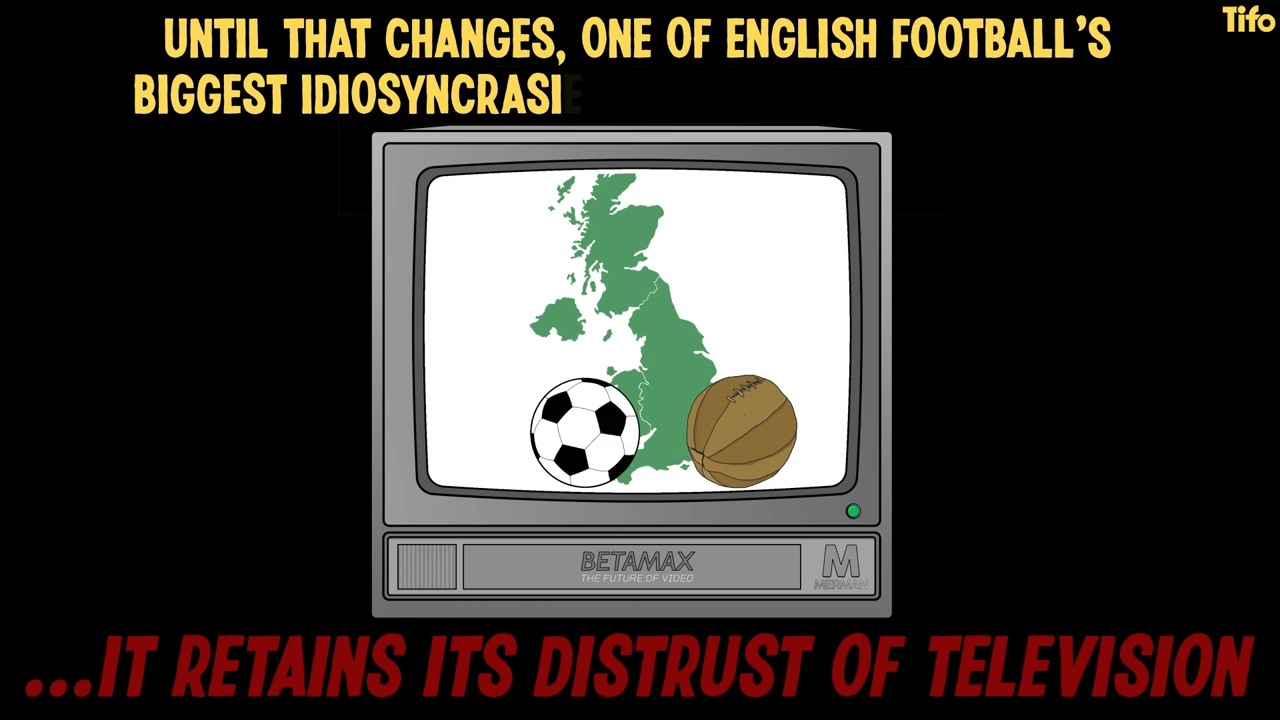 Tifo
UNTIL THAT CHANGES, ONE OF ENGLISH FOOTBALL'S
BIGGEST IDIOSYNCRASIE
BETAMAX
THE FUTURE OF VIDEO
M
MERMAN
...IT RETAINS ITS DISTRUST OF TELEVISION